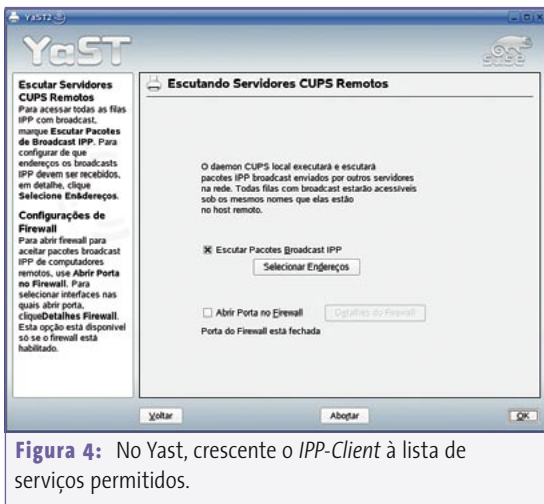 YaST2
YaST
suse
Escutar Servidores
CUPS Remotos
Para acessar todas as filas
IPP com broadcast,
marque Escutar Pacotes
de Broadcast IPP. Para
configurar de que
endereços os broadcasts
IPP devem ser recebidos,
em detalhe, clique
Selecione En&dereços.
Configurações de
Firewall
Para abrir firewall para
aceitar pacotes broadcast
IPP de computadores
remotos, use Abrir Porta
no Firewall. Para
selecionar interfaces nas
quais abrir porta,
cliqueDetalhes Firewall.
Esta opção está disponível
só se o firewall está
habilitado.
Escutando Servidores CUPS Remotos
O daemon CUPS local executará e escutará
pacotes IPP broadcast enviados por outros servidores
na rede. Todas filas com broadcast estarão acessíveis
sob os mesmos nomes que elas estão
no host remoto.
Escutar Pacotes Broadcast IPP
Selecionar Endereços
Abrir Porta no Firewall
Detalhes do Firewall
Porta do Firewall está fechada
Voltar
Abortar
OK
Figura 4: No Yast, crescente o IPP-Client à lista de
serviços permitidos.